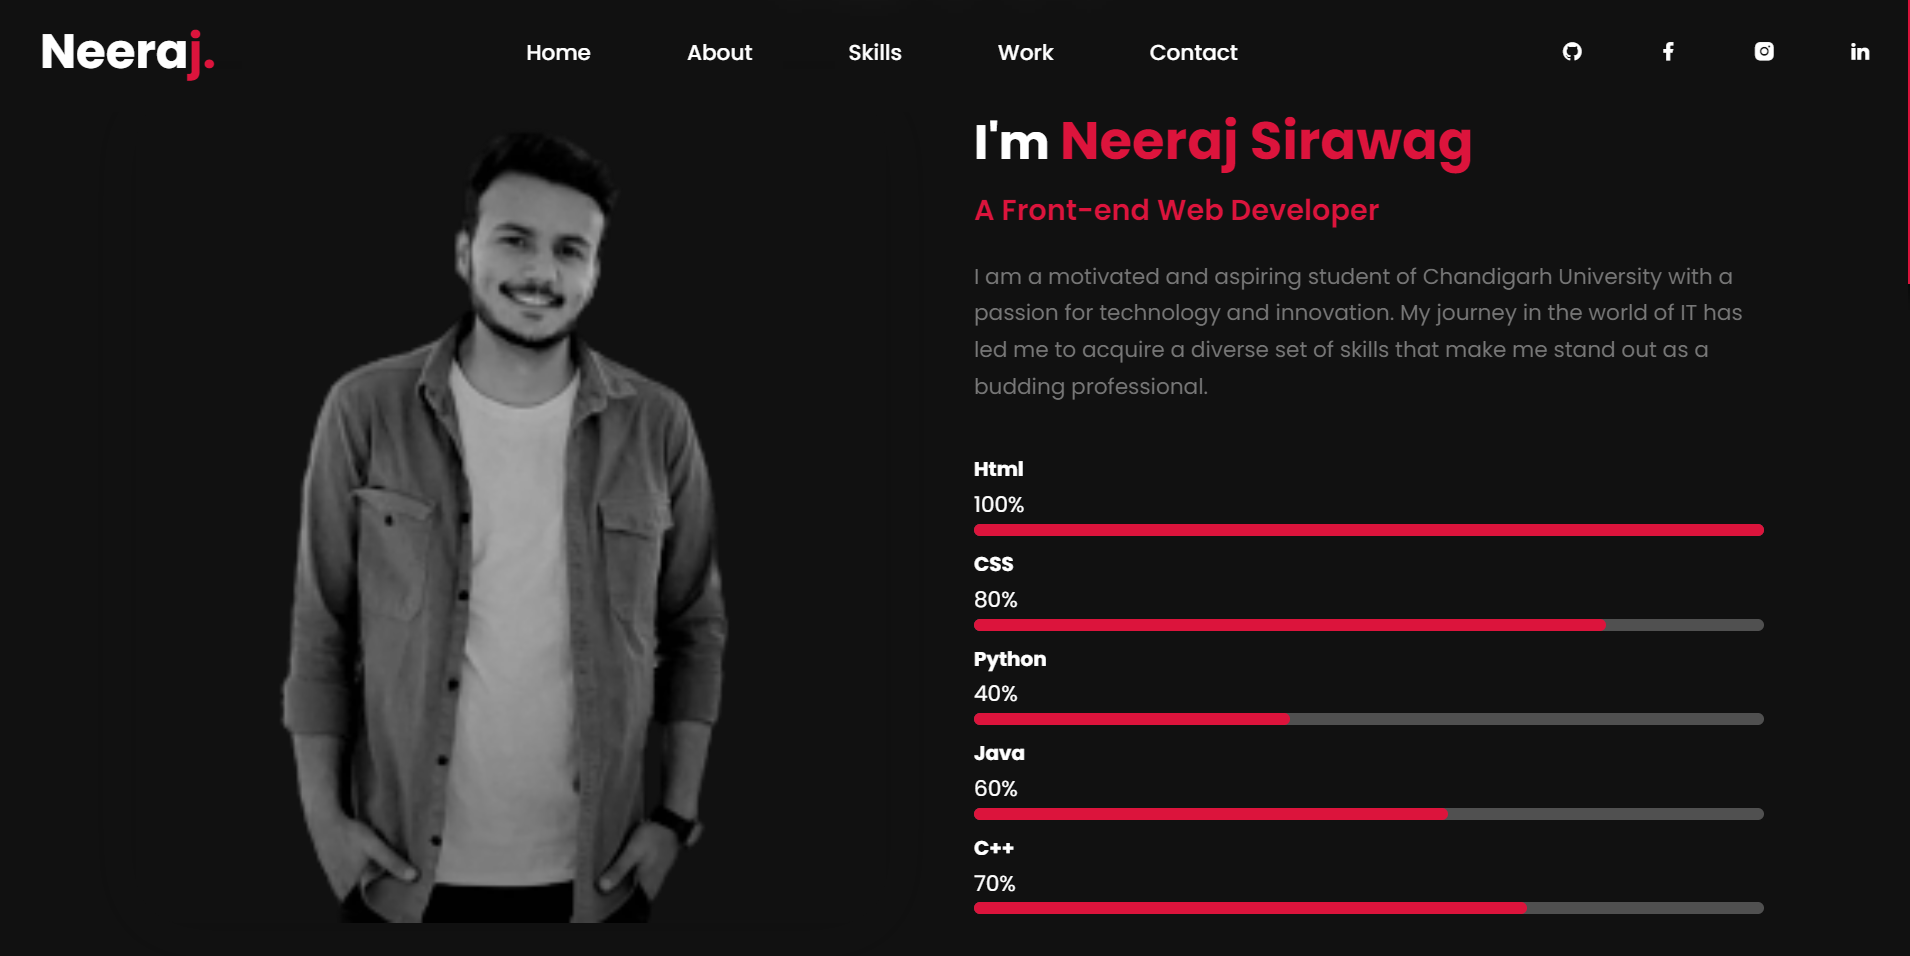 Neeraj.
Home
About
Skills
Work
Contact
I'm Neeraj Sirawag
A Front-end Web Developer
I am a motivated and aspiring student of Chandigarh University with a
passion for technology and innovation. My journey in the world of IT has
led me to acquire a diverse set of skills that make me stand out as a
budding professional.
Html
100%
CSS
80%
Python
40%
Java
60%
C++
70%